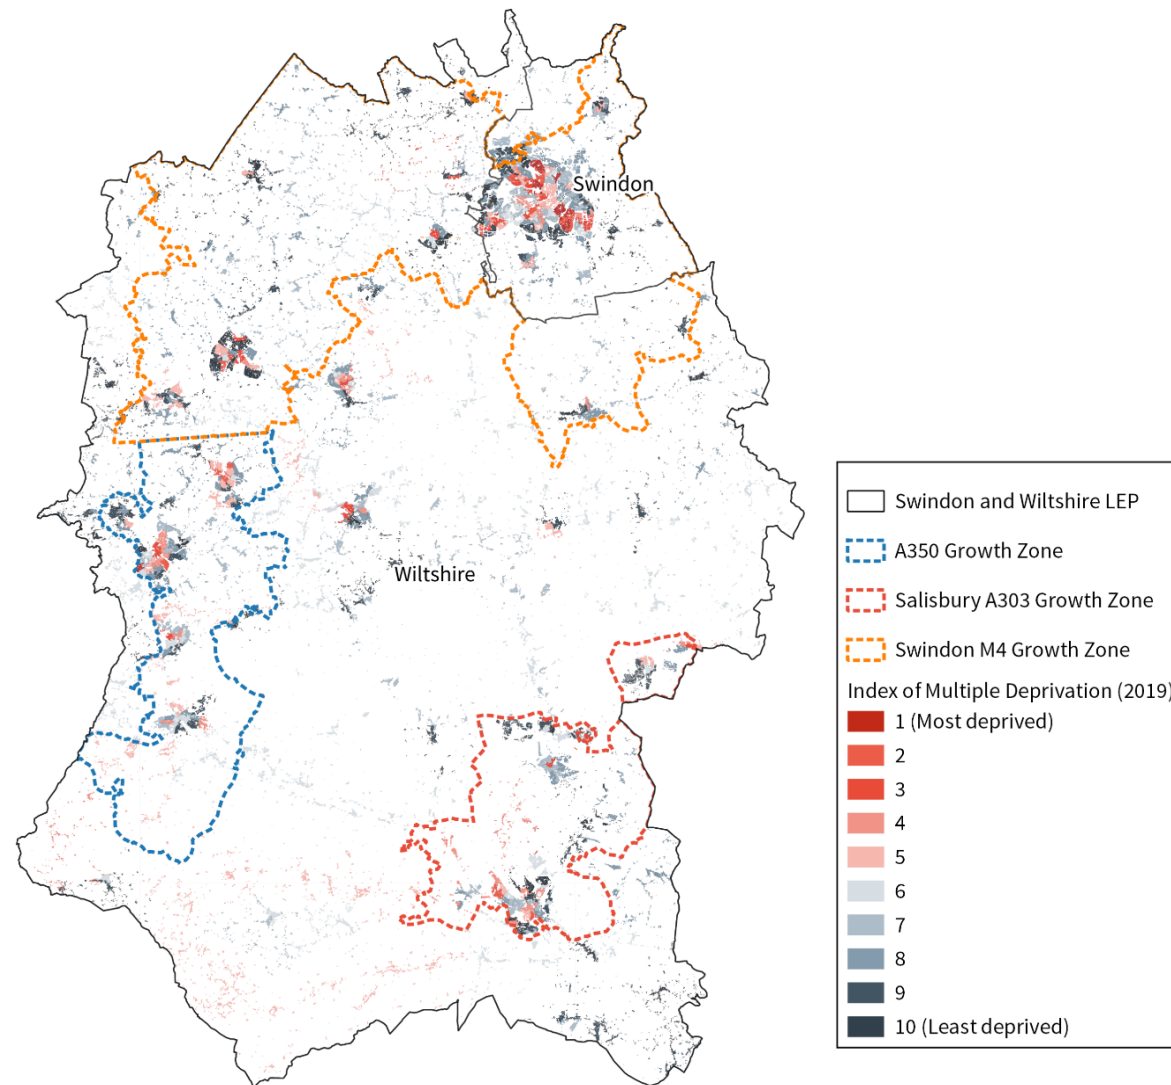 Swindon
Wiltshire
Swindon and Wiltshire LEP
A350 Growth Zone
Salisbury A303 Growth Zone
Swindon M4 Growth Zone
Index of Multiple Deprivation (2019)
1 (Most deprived)
2
3
4
5
6
7
8
9
10 (Least deprived)